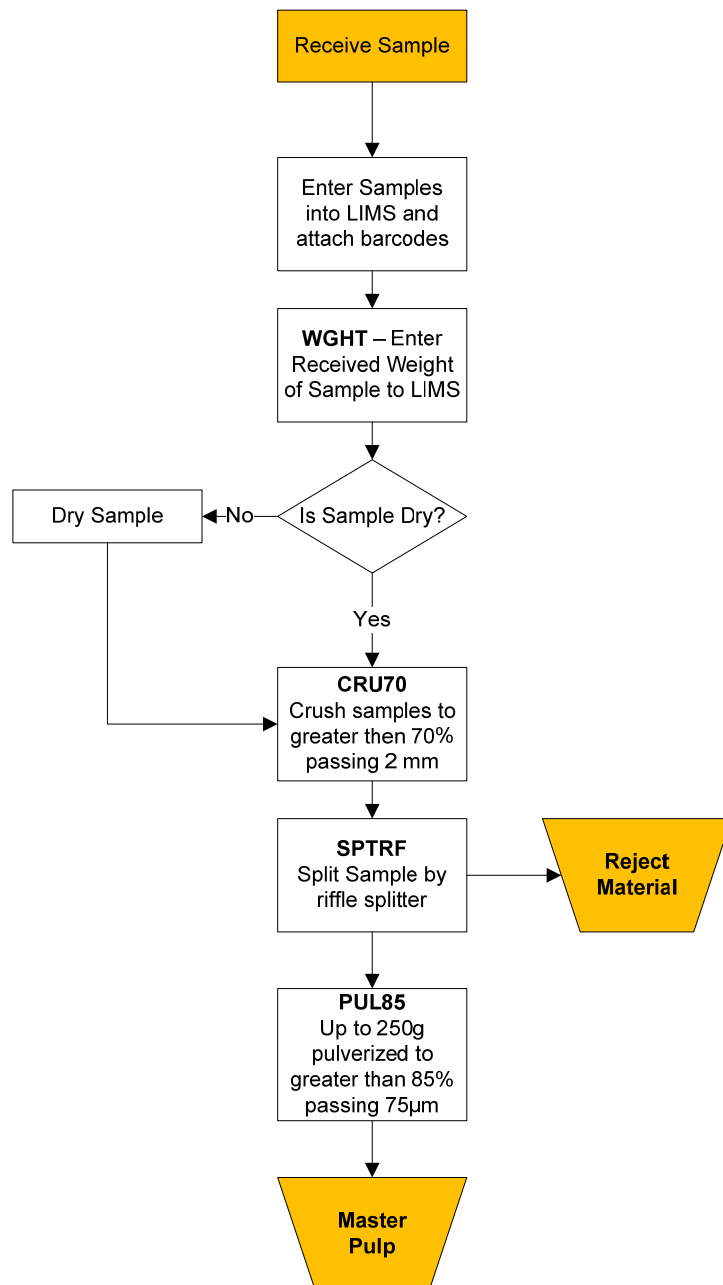 Receive Sample
Enter Samples
into LIMS and
attach barcodes
WGHT – Enter
Received Weight
of Sample to LIMS
Is Sample Dry?
No
Dry Sample
Yes
CRU70
Crush samples to
greater then 70%
passing 2 mm
SPTRF
Split Sample by
riffle splitter
Reject
Material
PUL85
Up to 250g
pulverized to
greater than 85%
passing 75µm
Master
Pulp